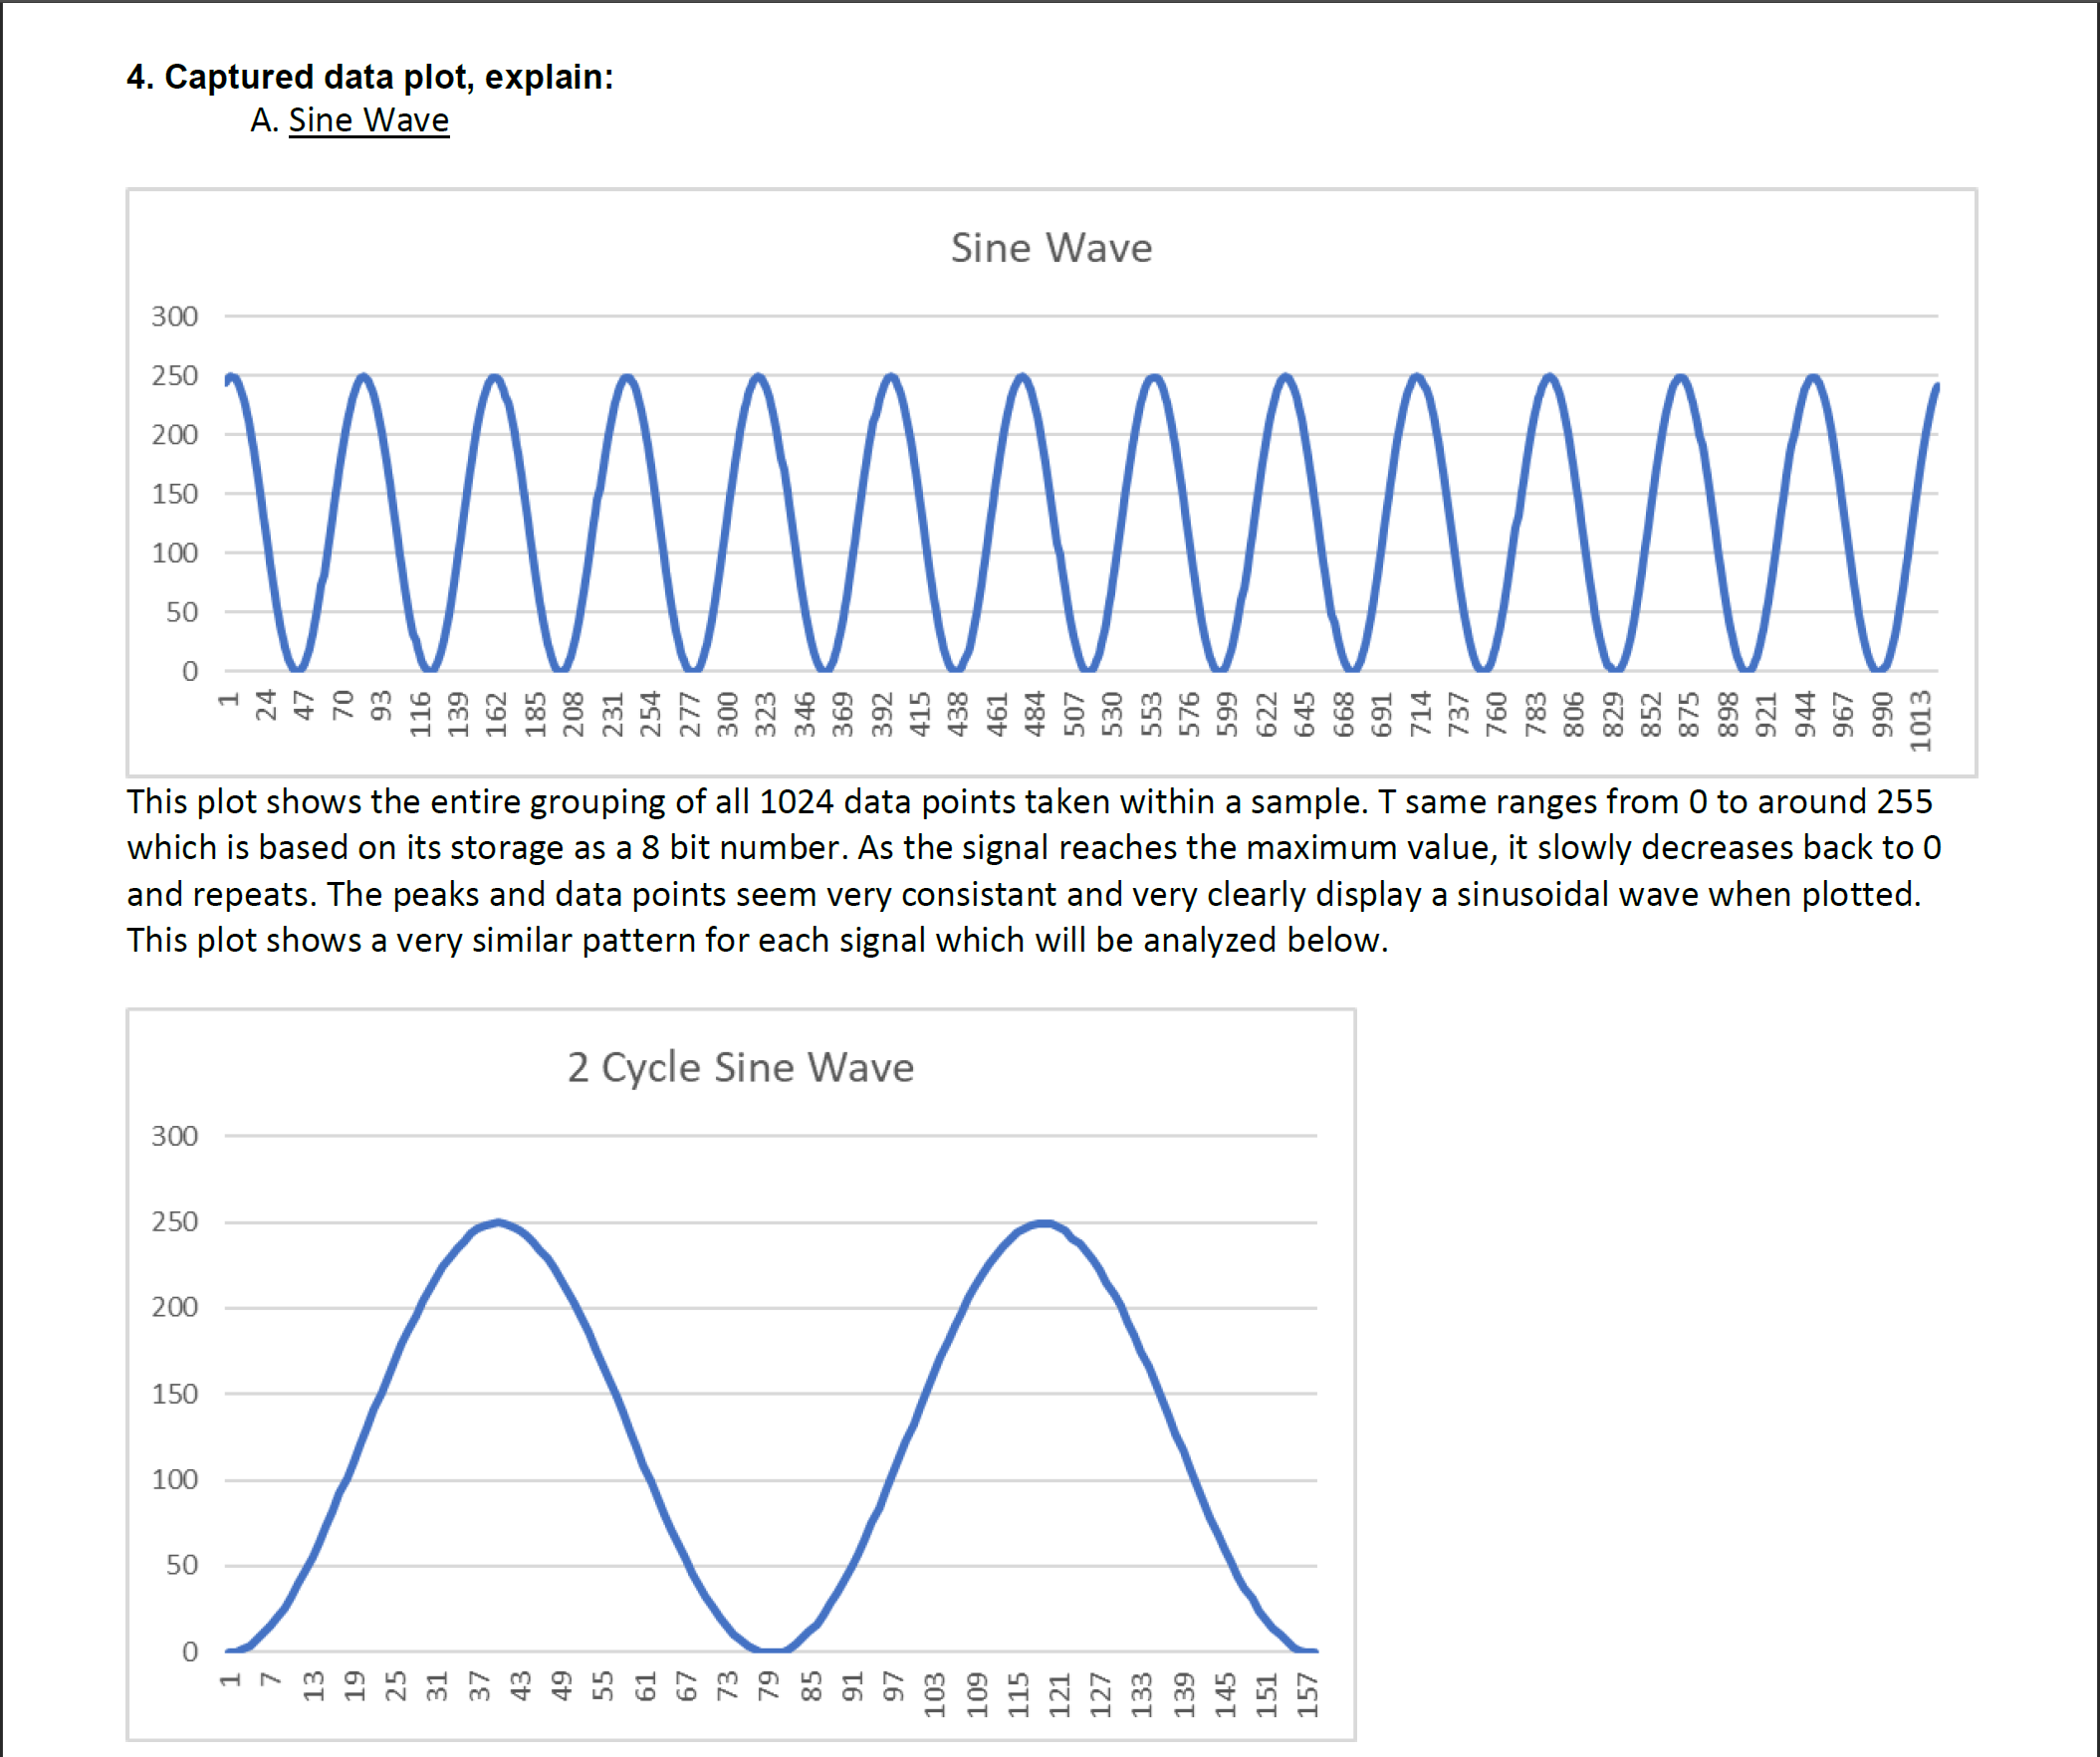 4. Captured data plot, explain:
A. Sine Wave
Sine Wave
300
250
200
150
100
50
0
1 24 47 70 93 116 139 162 185 208 231 254 277 300 323 346 369 392 415 438 461 484 507 530 553 576 599 622 645 668 691 714 737 760 783 806 829 852 875 898 921 944 967 990 1013
This plot shows the entire grouping of all 1024 data points taken within a sample. T same ranges from 0 to around 255
which is based on its storage as a 8 bit number. As the signal reaches the maximum value, it slowly decreases back to 0
and repeats. The peaks and data points seem very consistant and very clearly display a sinusoidal wave when plotted.
This plot shows a very similar pattern for each signal which will be analyzed below.
2 Cycle Sine Wave
300
250
200
150
100
50
0
1 7 13 19 25 31 37 43 49 55 61 67 73 79 85 91 97 103 109 115 121 127 133 139 145 151 157